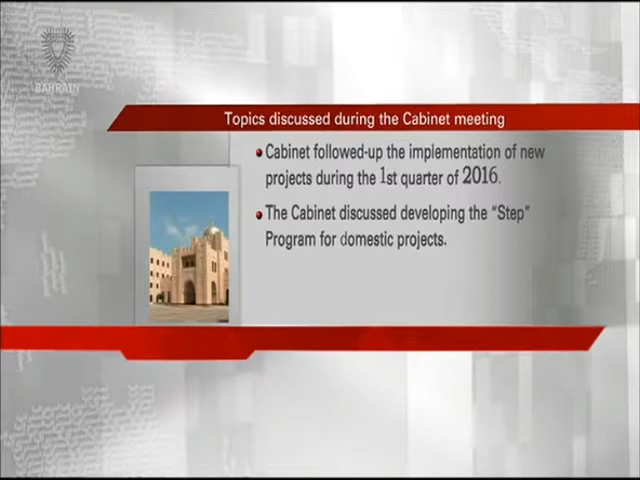 BAHRAIN
Topics discussed during the Cabinet meeting
Cabinet followed-up the implementation of new
projects during the 1st quarter of 2016.
The Cabinet discussed developing the “Step”
Program for domestic projects.